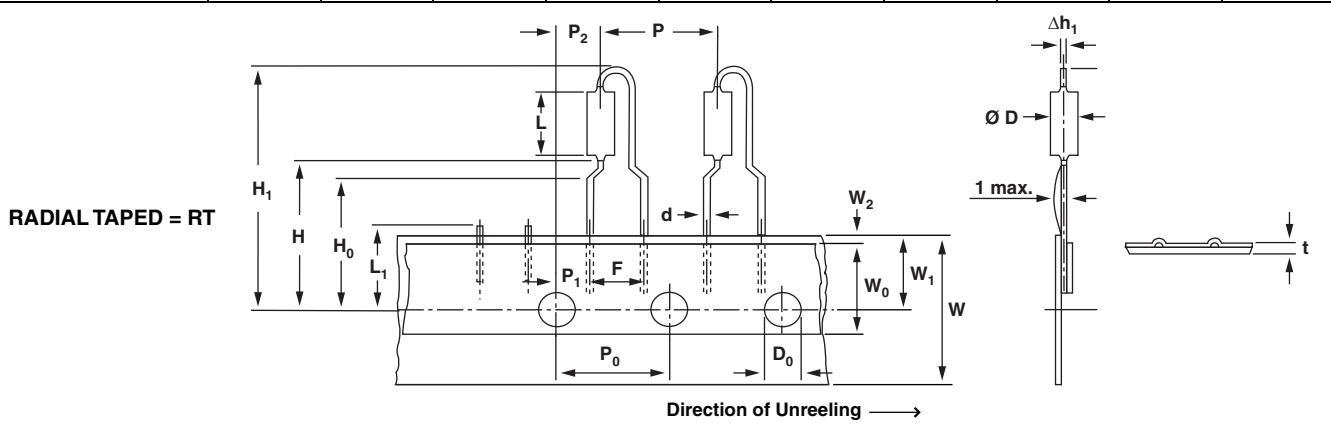 P₂
P
Δh₁
L
Ø D
H₁
H
H₀
L₁
d
W₂
1 max.
RADIAL TAPED = RT
P₁
F
W₀
W₁
W
t
P₀
D₀
Direction of Unreeling